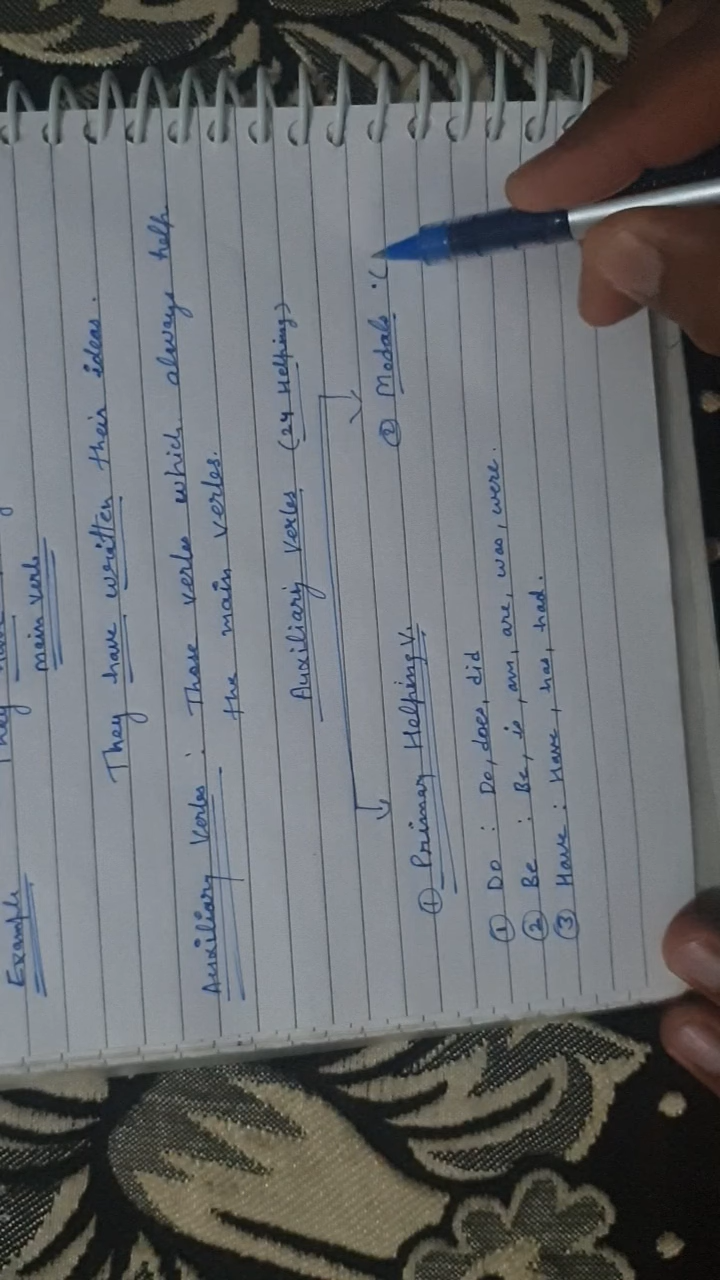 They have
main verb
Example
They have written their ideas.
Auxiliary Verbs : Those verbs which always help
the main verbs.
Auxiliary Verbs (24 Helping)
① Primary Helping V.
② Modals : (
① Do : Do, does, did
② Be : Be, is, am, are, was, were.
③ Have : Have, has, had.